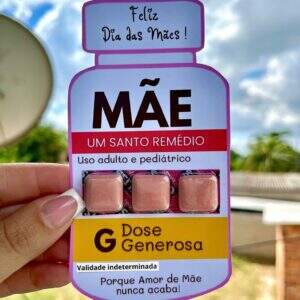 Feliz
Dia das Mães !
MÃE
UM SANTO REMÉDIO
Uso adulto e pediátrico
G Dose
Generosa
Validade indeterminada
Porque Amor de Mãe
nunca acaba!